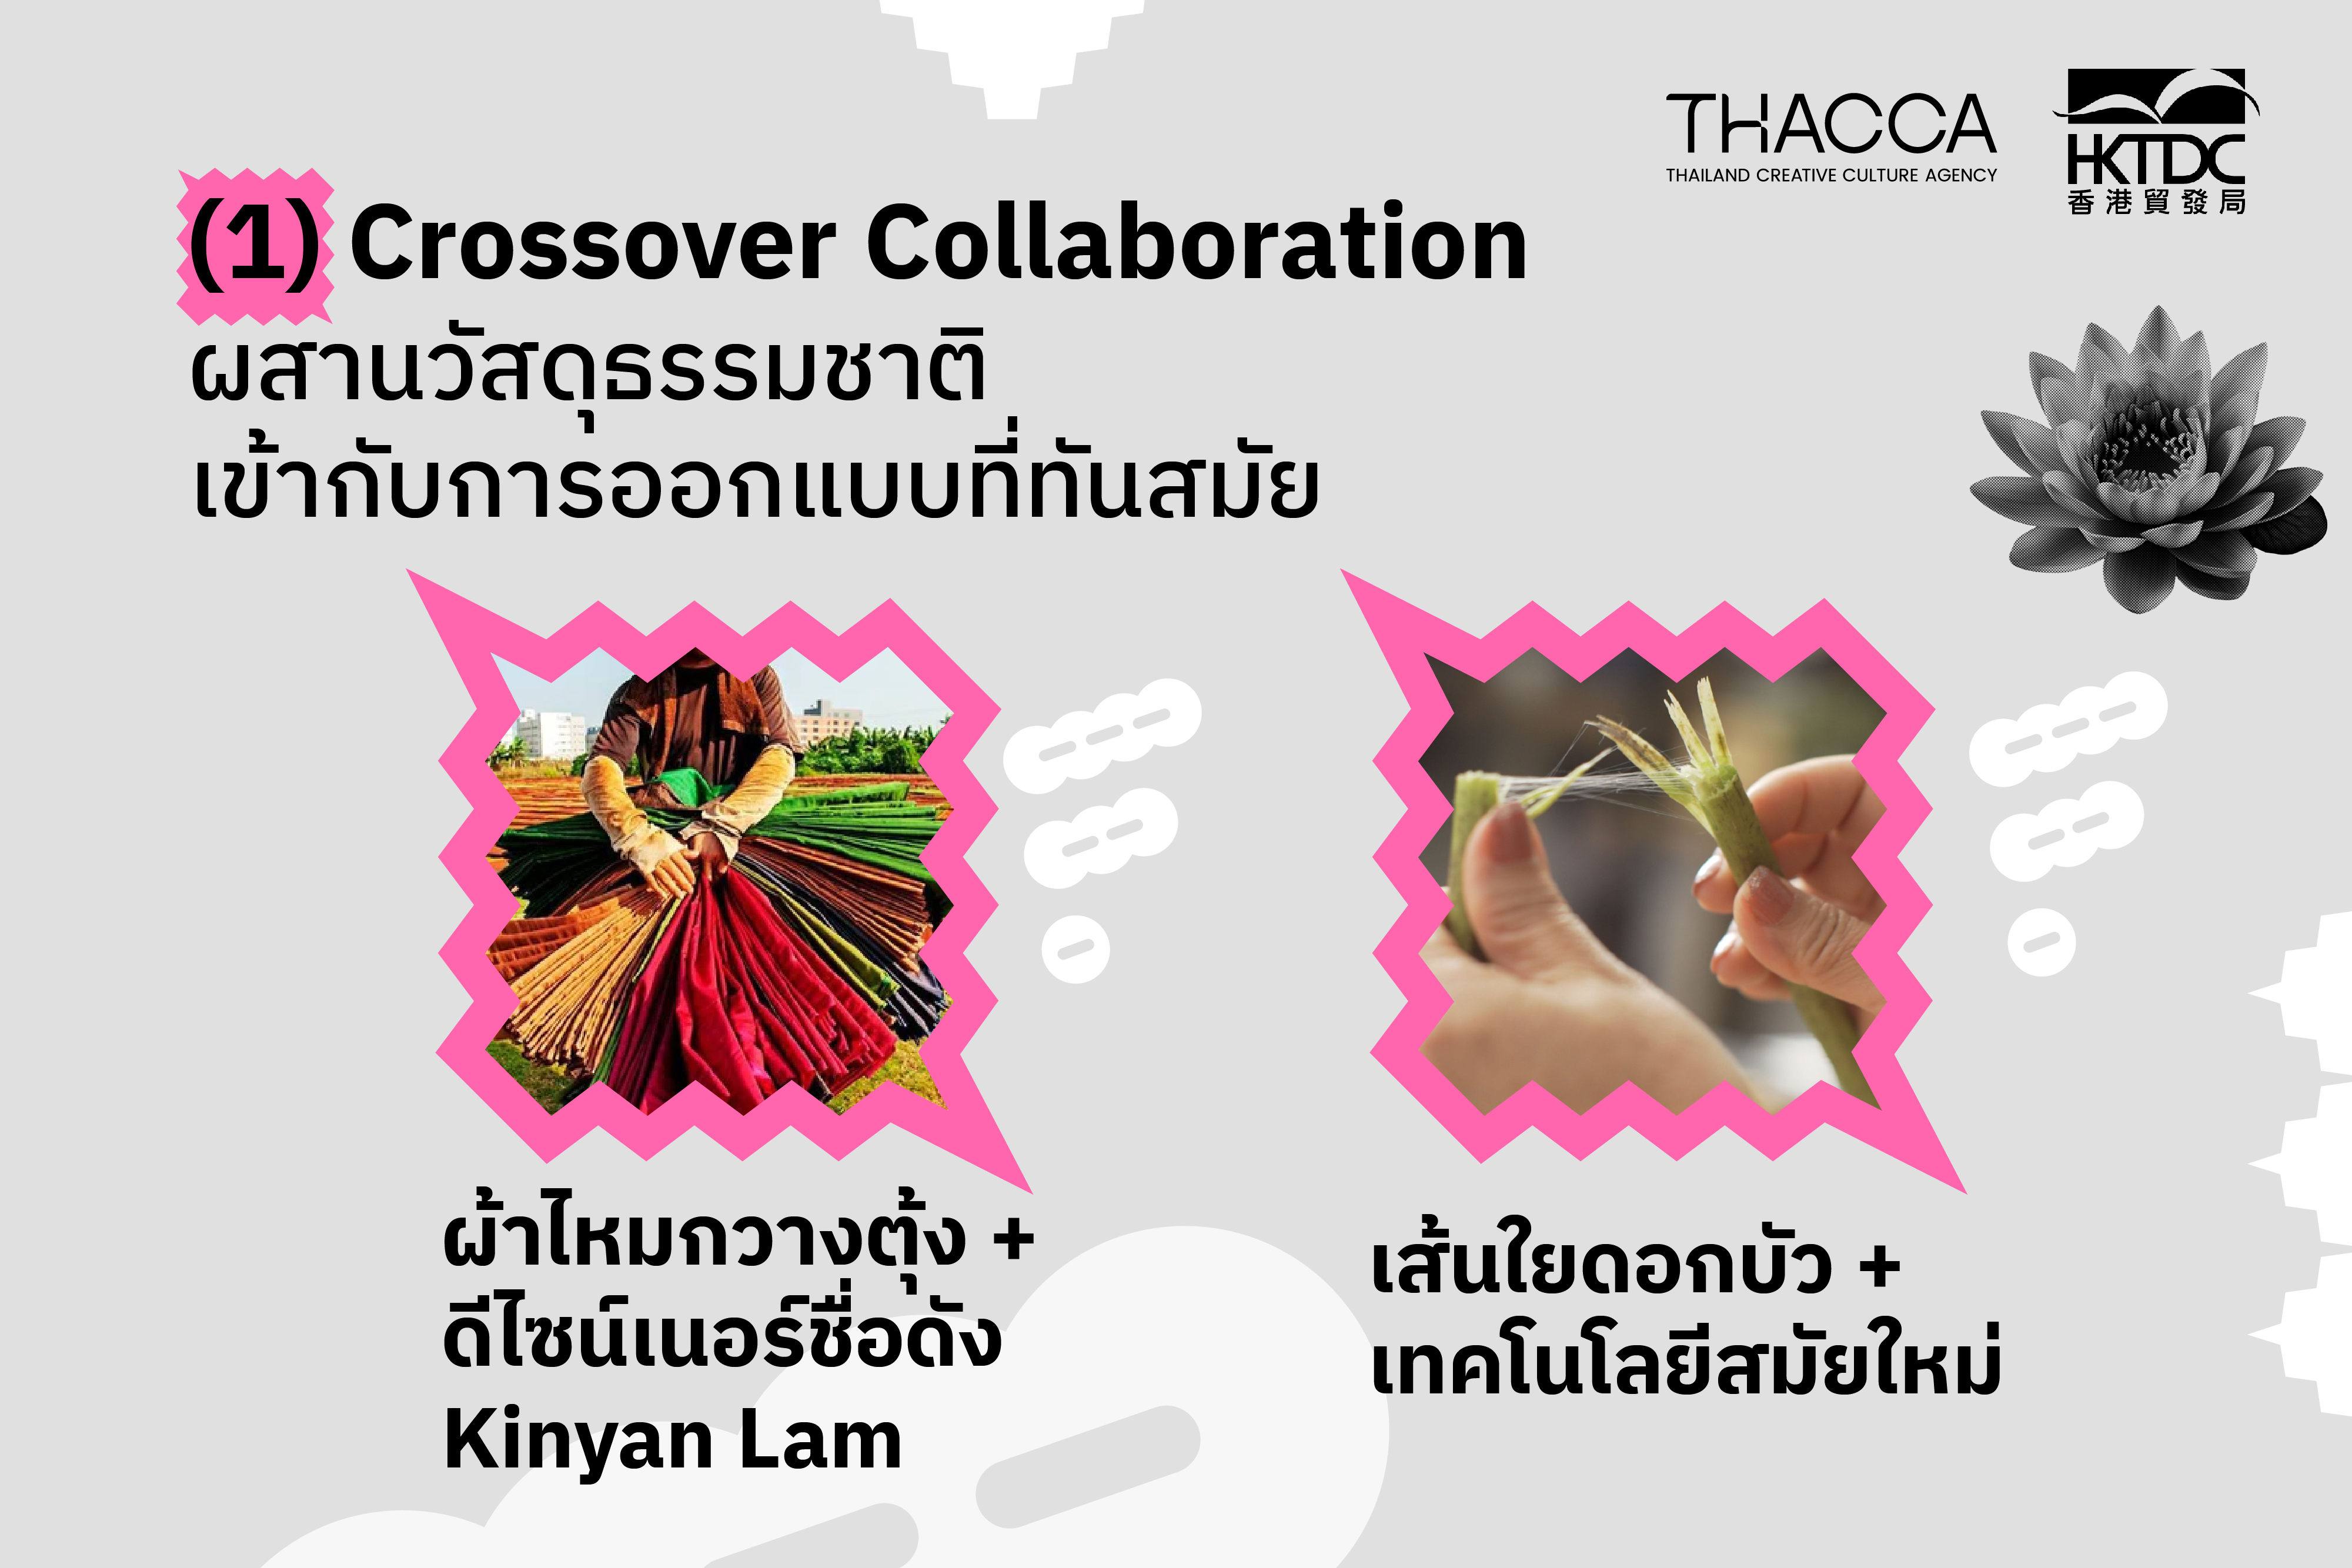 THACCA
THAILAND CREATIVE CULTURE AGENCY
HKTDC
香港貿發局
(1) Crossover Collaboration
ผสานวัสดุธรรมชาติ
เข้ากับการออกแบบที่ทันสมัย
ผ้าไหมกวางตุ้ง +
ดีไซน์เนอร์ชื่อดัง
Kinyan Lam
เส้นใยดอกบัว +
เทคโนโลยีสมัยใหม่